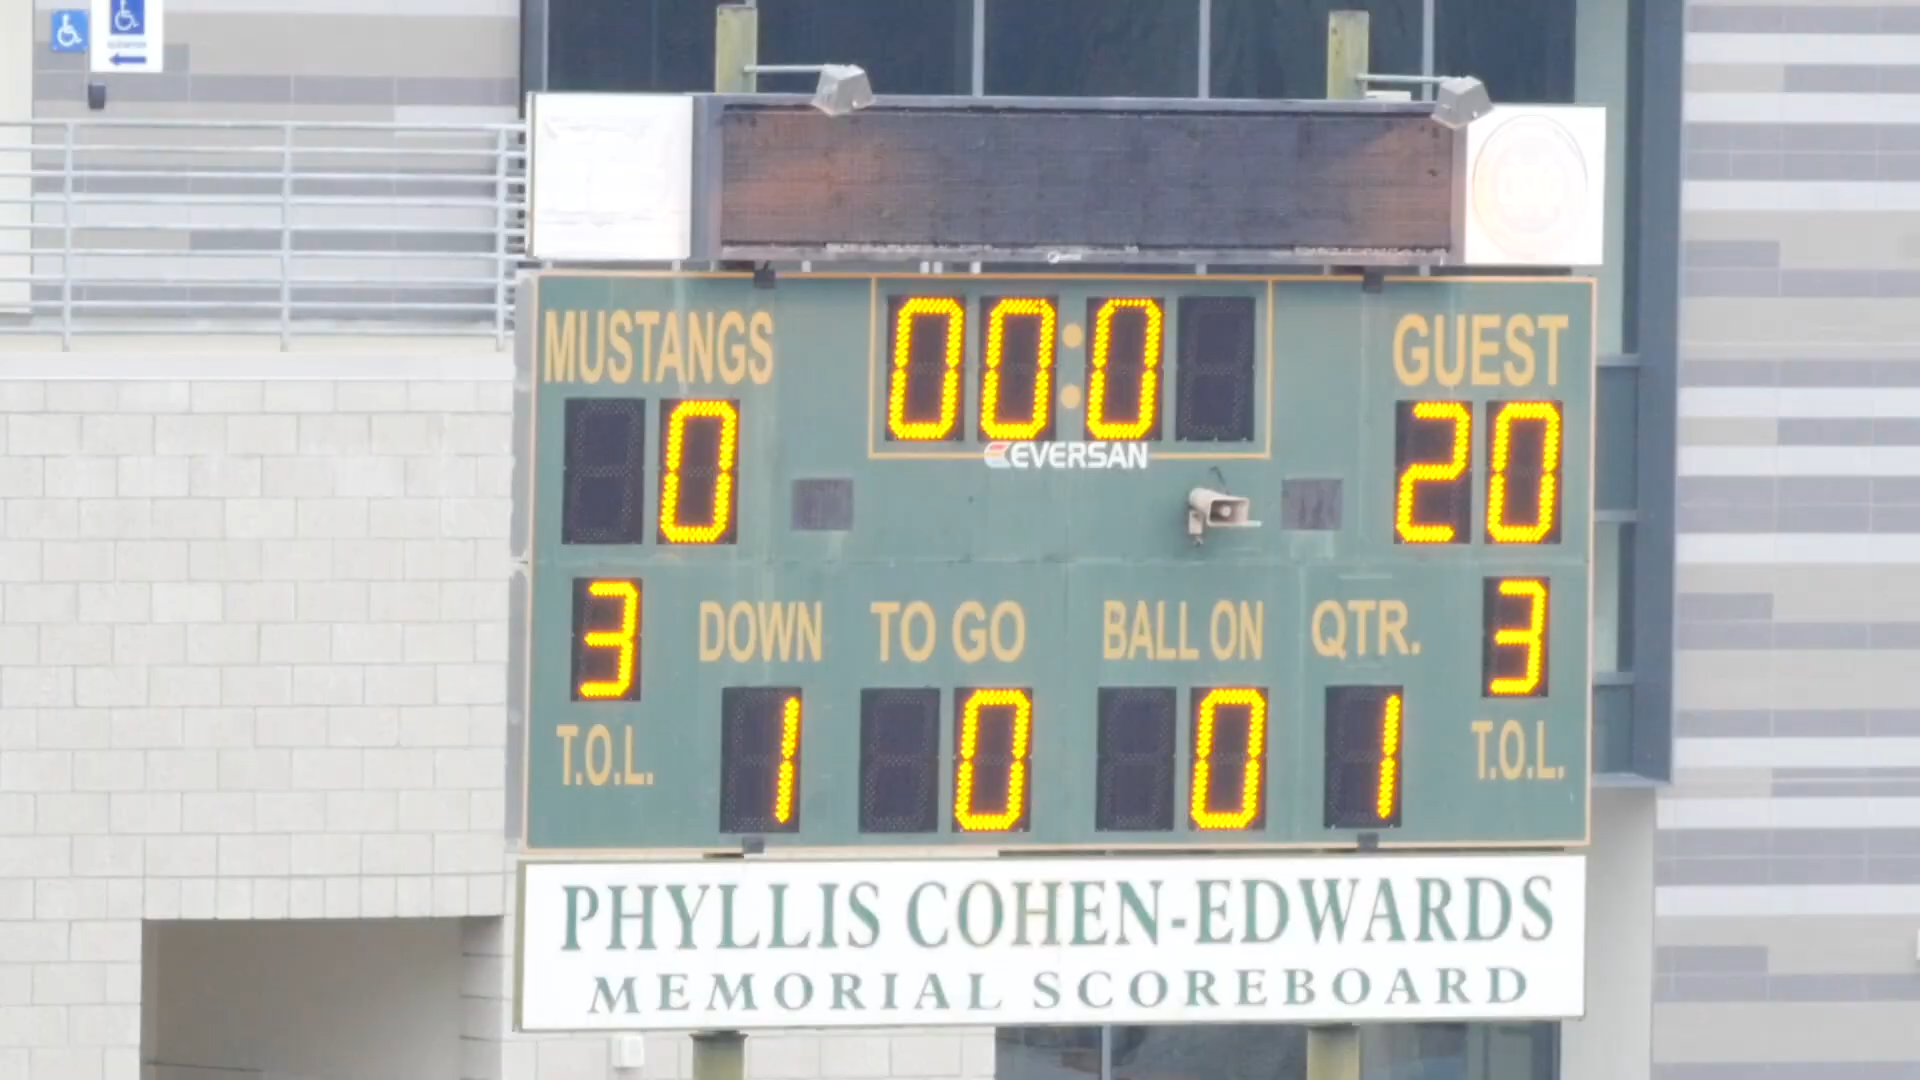 MUSTANGS
00:0
GUEST
0
EVERSAN
20
3
DOWN
TO GO
BALL ON
QTR.
3
T.O.L.
1
0
0
1
T.O.L.
PHYLLIS COHEN-EDWARDS
MEMORIAL SCOREBOARD